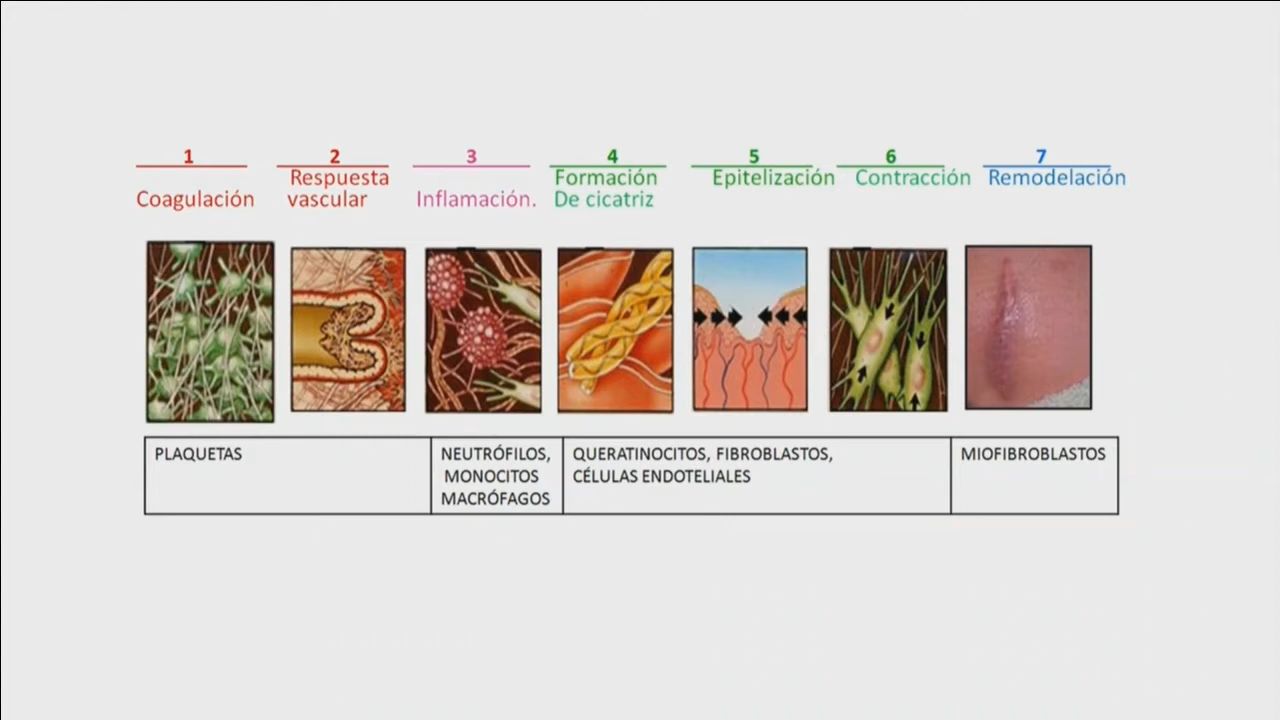 1
Coagulación
2
Respuesta
vascular
3
Inflamación.
4
Formación
De cicatriz
5
Epitelización
6
Contracción
7
Remodelación
PLAQUETAS
NEUTRÓFILOS,
MONOCITOS
MACRÓFAGOS
QUERATINOCITOS, FIBROBLASTOS,
CÉLULAS ENDOTELIALES
MIOFIBROBLASTOS